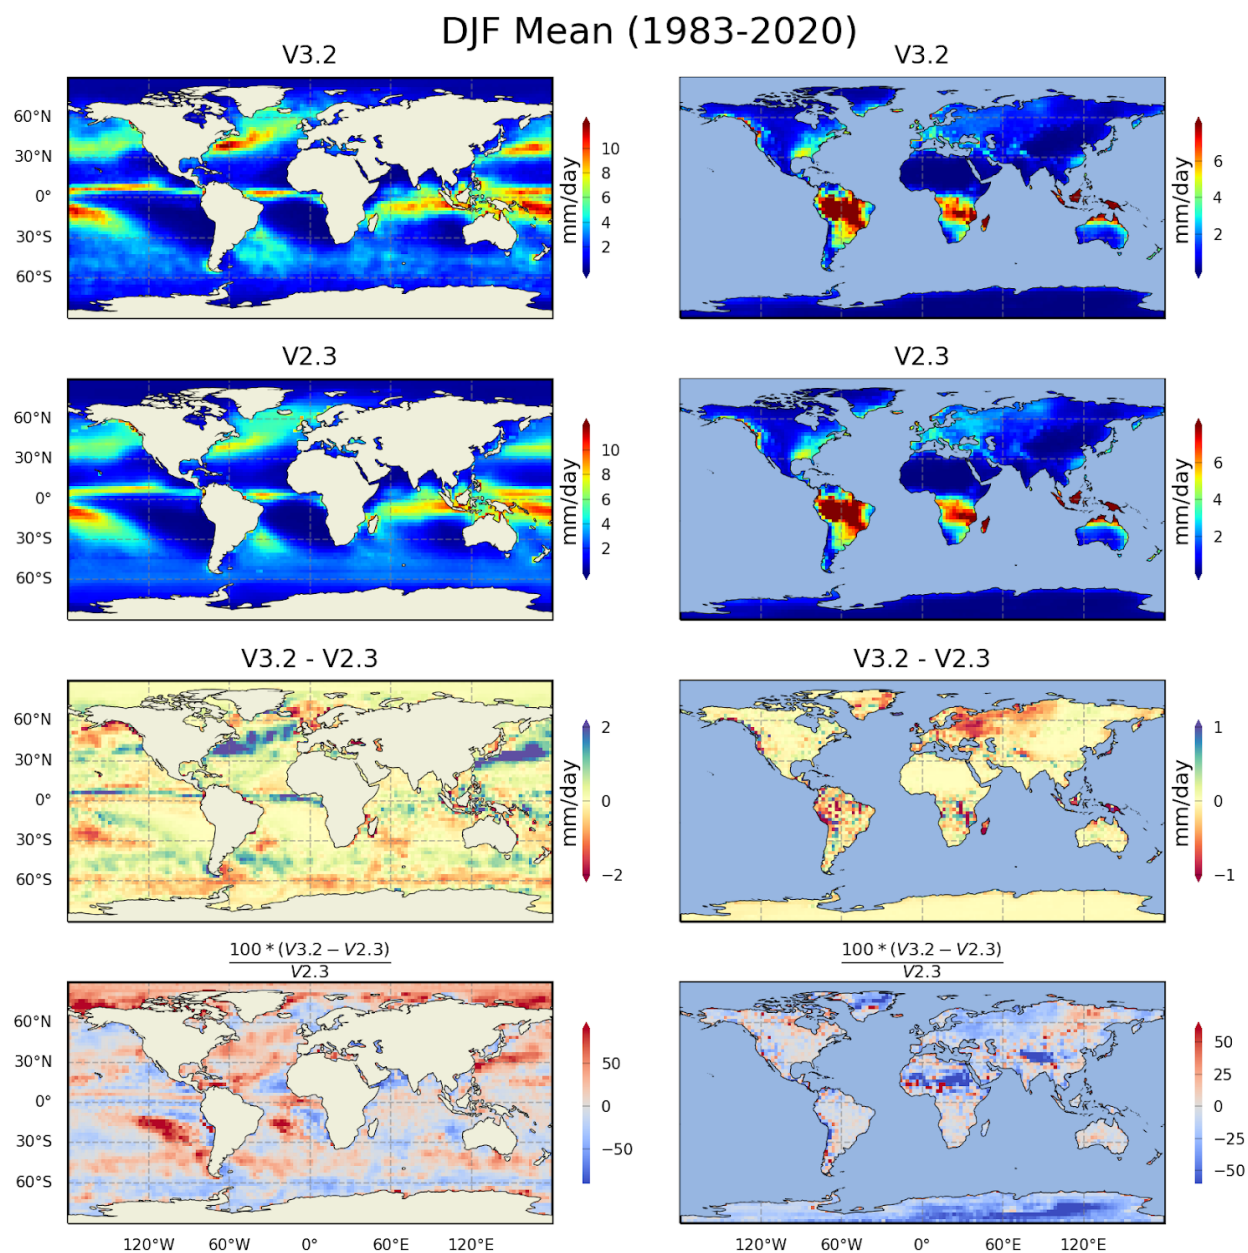 DJF Mean (1983-2020)
V3.2
V3.2
60°N
30°N
0°
30°S
60°S
10
8
6
4
2
mm/day
6
4
2
mm/day
V2.3
V2.3
60°N
30°N
0°
30°S
60°S
10
8
6
4
2
mm/day
6
4
2
mm/day
V3.2 - V2.3
V3.2 - V2.3
60°N
30°N
0°
30°S
60°S
2
1
0
−1
−2
mm/day
1
0
−1
mm/day
100 * (V3.2 − V2.3)
V2.3
100 * (V3.2 − V2.3)
V2.3
60°N
30°N
0°
30°S
60°S
50
0
−50
50
25
0
−25
−50
120°W 60°W 0° 60°E 120°E
120°W 60°W 0° 60°E 120°E